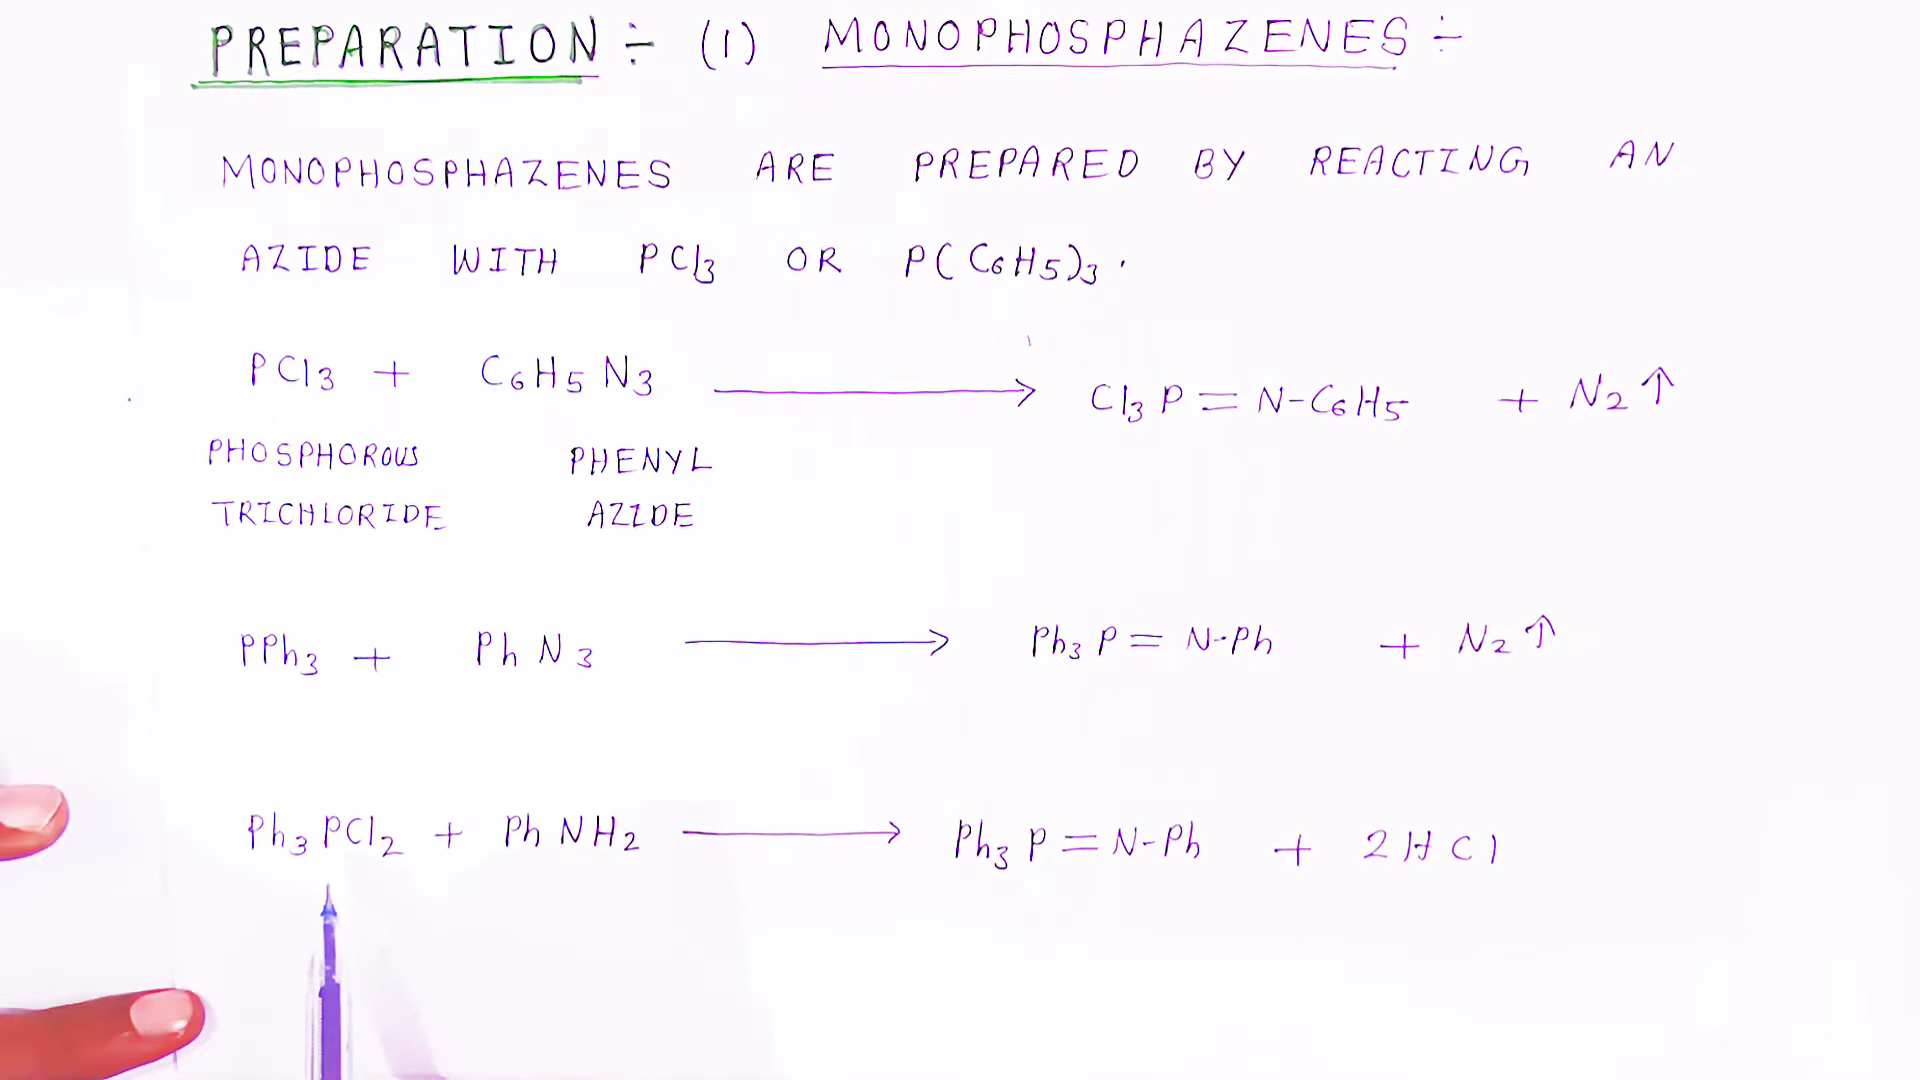 PREPARATION ÷ (1) MONOPHOSPHAZENES ÷
MONOPHOSPHAZENES ARE PREPARED BY REACTING AN
AZIDE WITH PCl3 OR P(C6H5)3.
PCl3 + C6H5N3 ⟶ Cl3P=N-C6H5 + N2↑
PHOSPHOROUS PHENYL
TRICHLORIDE AZIDE
PPh3 + PhN3 ⟶ Ph3P=N-Ph + N2↑
Ph3PCl2 + PhNH2 ⟶ Ph3P=N-Ph + 2HCl